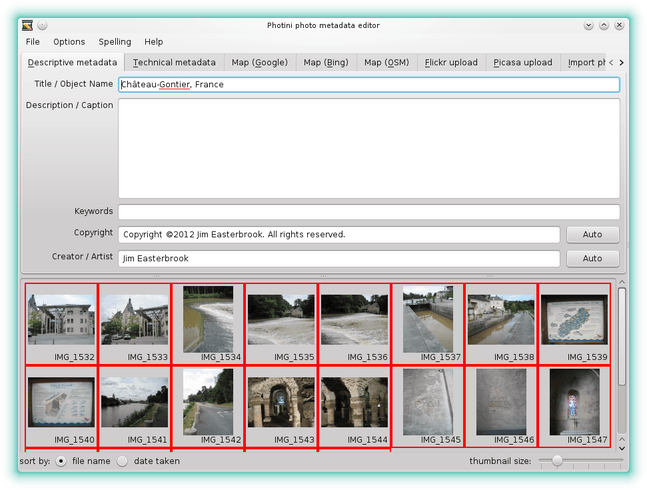 Photini photo metadata editor
File Options Spelling Help
Descriptive metadata Technical metadata Map (Google) Map (Bing) Map (OSM) Flickr upload Picasa upload Import ph
Title / Object Name Château-Gontier, France
Description / Caption
Keywords
Copyright Copyright ©2012 Jim Easterbrook. All rights reserved. Auto
Creator / Artist Jim Easterbrook Auto
IMG_1532 IMG_1533 IMG_1534 IMG_1535 IMG_1536 IMG_1537 IMG_1538 IMG_1539
IMG_1540 IMG_1541 IMG_1542 IMG_1543 IMG_1544 IMG_1545 IMG_1546 IMG_1547
sort by: file name date taken thumbnail size: